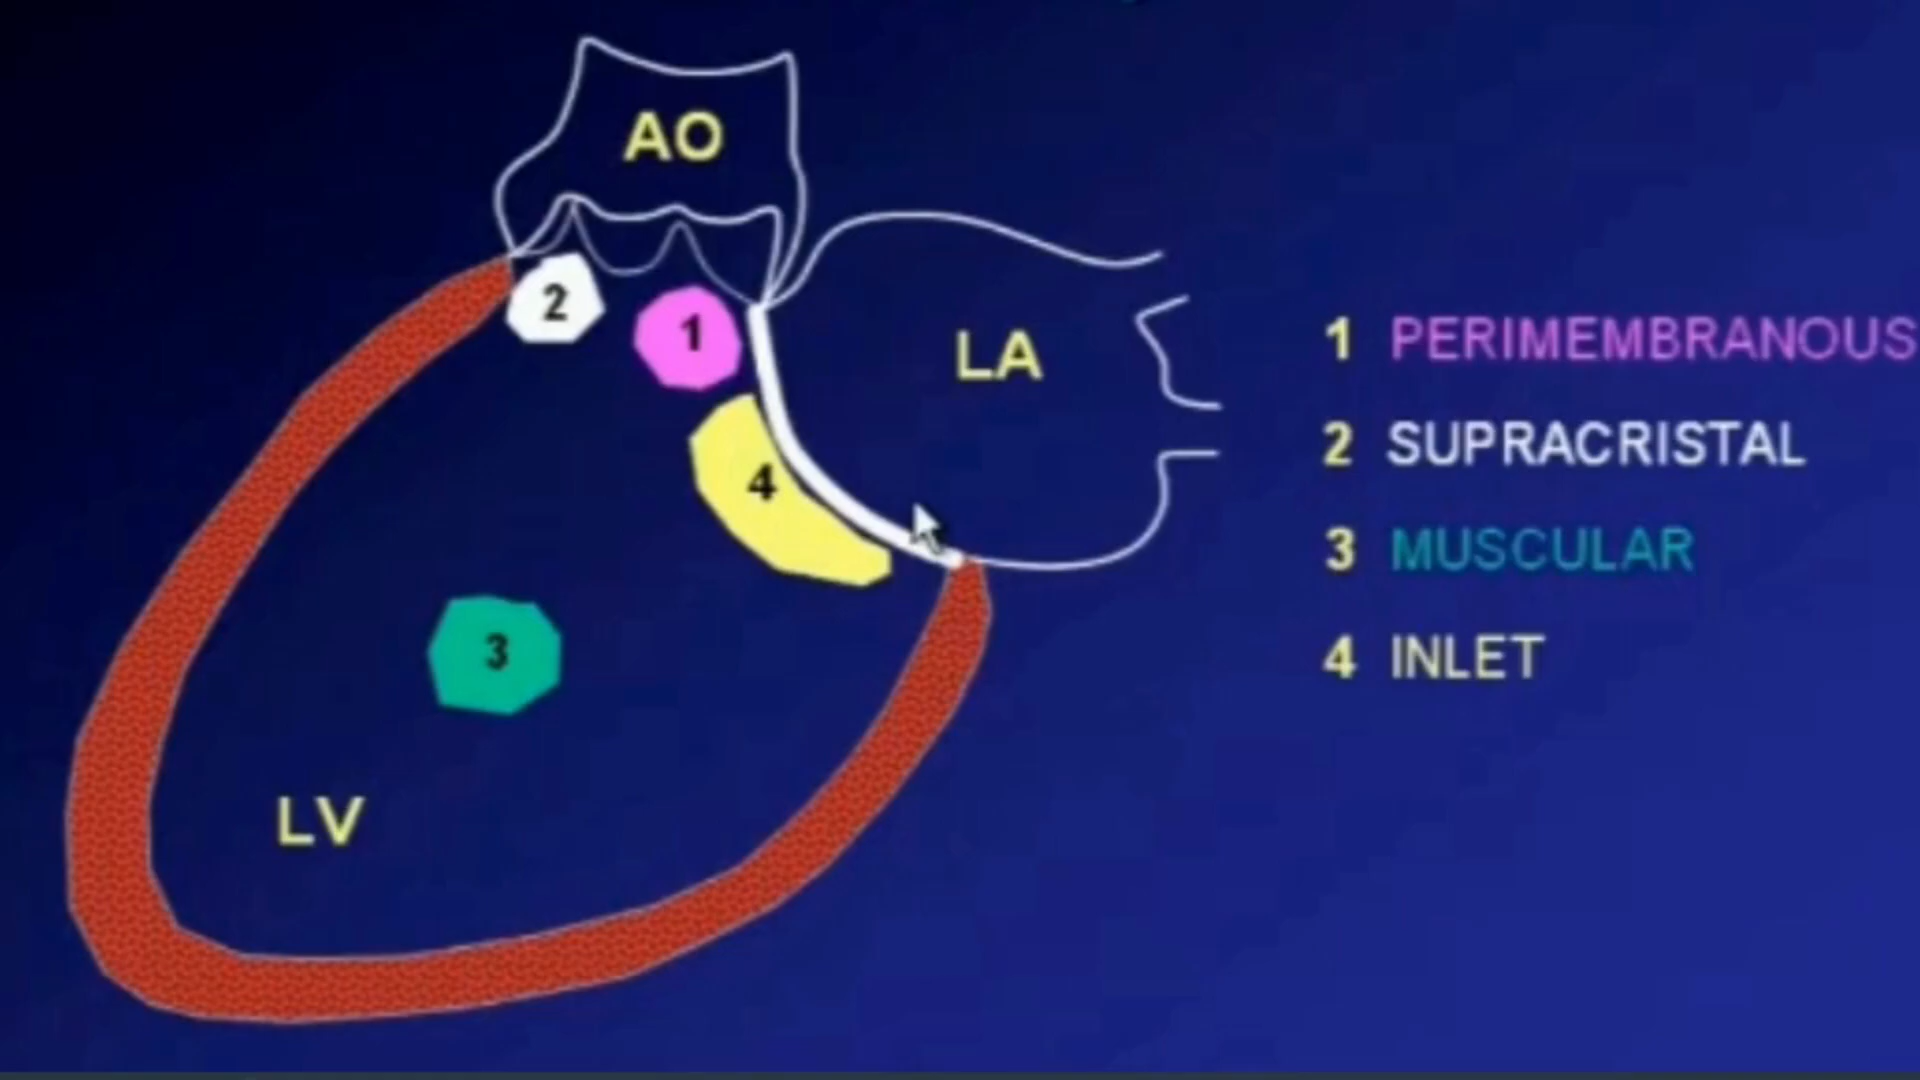 AO
2
1
LA
4
3
LV
1 PERIMEMBRANOUS
2 SUPRACRISTAL
3 MUSCULAR
4 INLET